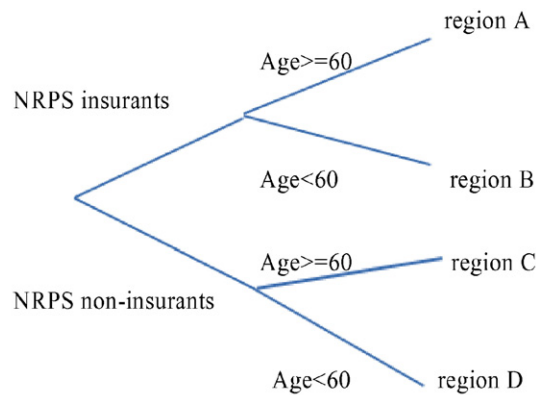 region A
Age>=60
NRPS insurants
Age<60
region B
Age>=60
region C
NRPS non-insurants
Age<60
region D